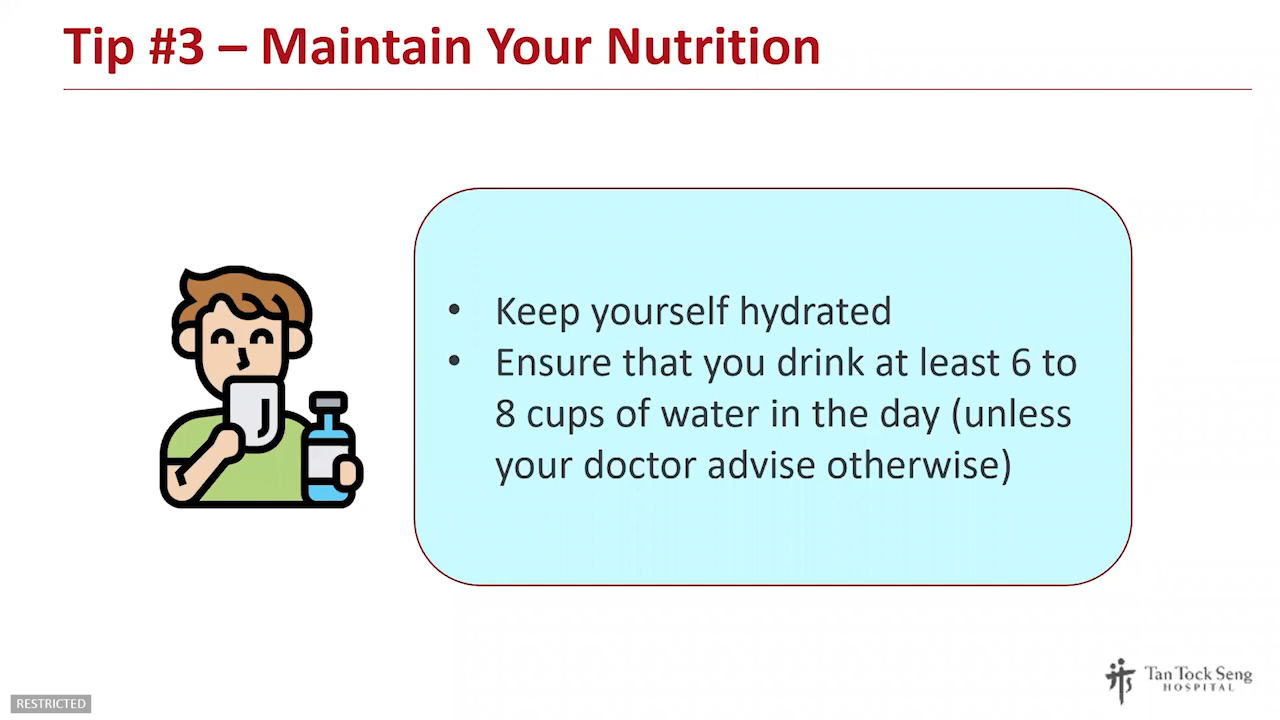 Tip #3 – Maintain Your Nutrition
• Keep yourself hydrated
• Ensure that you drink at least 6 to
8 cups of water in the day (unless
your doctor advise otherwise)
Tan Tock Seng
HOSPITAL
RESTRICTED